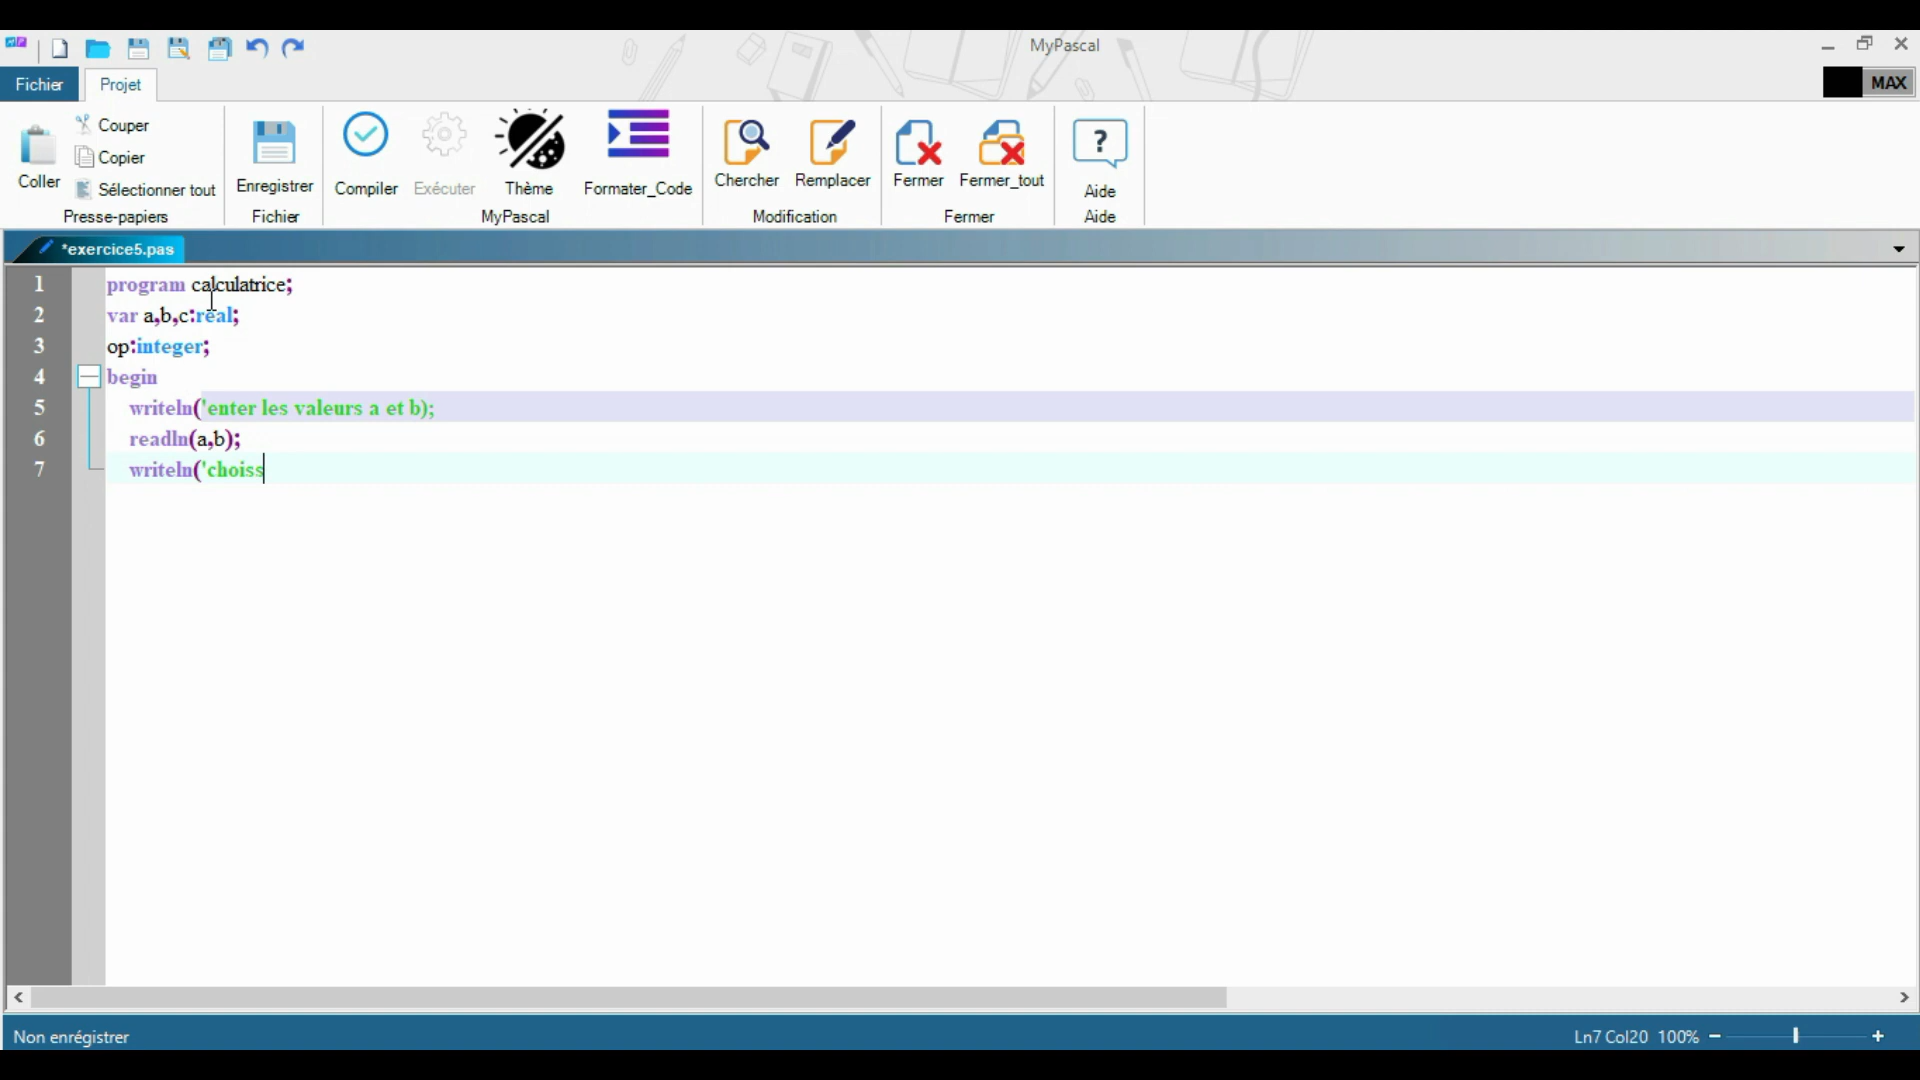 MyPascal
Fichier
Projet
MAX
Couper
Copier
Sélectionner tout
Coller
Enregistrer
Compiler
Exécuter
Thème
Formater_Code
Chercher
Remplacer
Fermer
Fermer_tout
Aide
Presse-papiers
Fichier
MyPascal
Modification
Fermer
Aide
*exercice5.pas
1 program calculatrice;
2 var a,b,c:real;
3 op:integer;
4 begin
5 writeln('enter les valeurs a et b);
6 readln(a,b);
7 writeln('choiss
Non enrégistrer
Ln7 Col20 100%